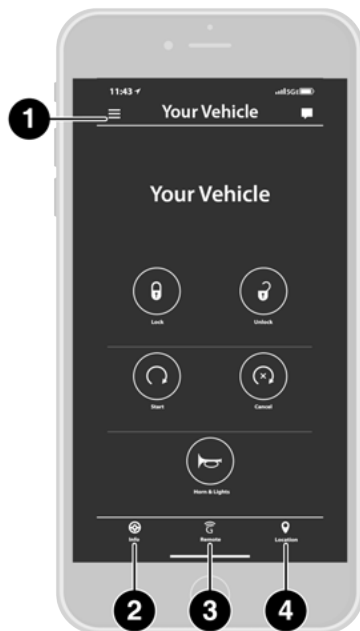 11:43
5GE
1
Your Vehicle
Your Vehicle
Lock
Unlock
Start
Cancel
Horn & Lights
Info
Remote
Location
2
3
4